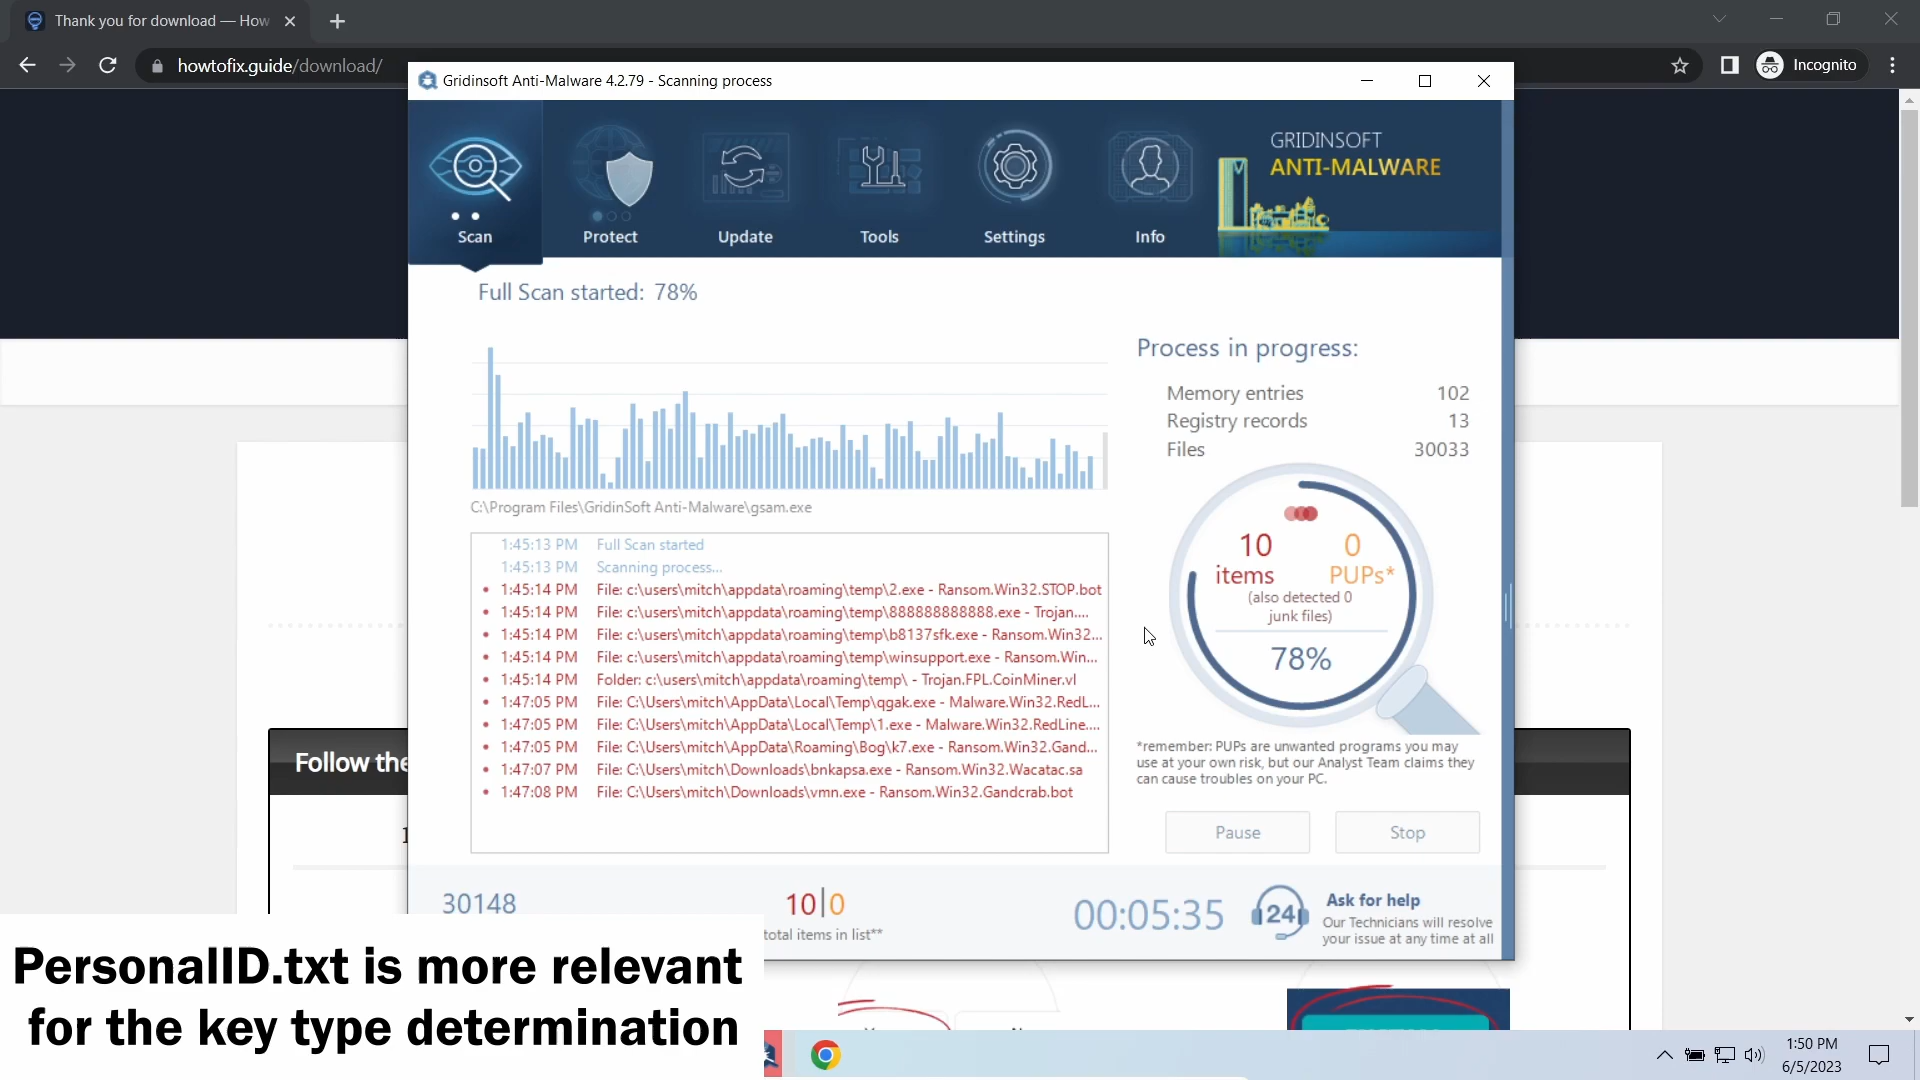 Thank you for download — How
howtofix.guide/download/
Incognito
Gridinsoft Anti-Malware 4.2.79 - Scanning process
Scan
Protect
Update
Tools
Settings
Info
GRIDINSOFT
ANTI-MALWARE
Full Scan started: 78%
C:\Program Files\GridinSoft Anti-Malware\gsam.exe
1:45:13 PM Full Scan started
1:45:13 PM Scanning process...
1:45:14 PM File: c:\users\mitch\appdata\roaming\temp\2.exe - Ransom.Win32.STOP.bot
1:45:14 PM File: c:\users\mitch\appdata\roaming\temp\888888888888.exe - Trojan....
1:45:14 PM File: c:\users\mitch\appdata\roaming\temp\b8137sfk.exe - Ransom.Win32...
1:45:14 PM File: c:\users\mitch\appdata\roaming\temp\winsupport.exe - Ransom.Win...
1:45:14 PM Folder: c:\users\mitch\appdata\roaming\temp\ - Trojan.FPL.CoinMiner.vl
1:47:05 PM File: C:\Users\mitch\AppData\Local\Temp\qgak.exe - Malware.Win32.RedL...
1:47:05 PM File: C:\Users\mitch\AppData\Local\Temp\1.exe - Malware.Win32.RedLine....
1:47:05 PM File: C:\Users\mitch\AppData\Roaming\Bog\k7.exe - Ransom.Win32.Gand...
1:47:07 PM File: C:\Users\mitch\Downloads\bnkapsa.exe - Ransom.Win32.Wacatac.sa
1:47:08 PM File: C:\Users\mitch\Downloads\vmn.exe - Ransom.Win32.Gandcrab.bot
Process in progress:
Memory entries 102
Registry records 13
Files 30033
10 0
items PUPs*
(also detected 0
junk files)
78%
*remember: PUPs are unwanted programs you may
use at your own risk, but our Analyst Team claims they
can cause troubles on your PC.
Pause
Stop
30148
10|0
total items in list**
00:05:35
24
Ask for help
Our Technicians will resolve
your issue at any time at all
Follow the
1
PersonalID.txt is more relevant
for the key type determination
1:50 PM
6/5/2023